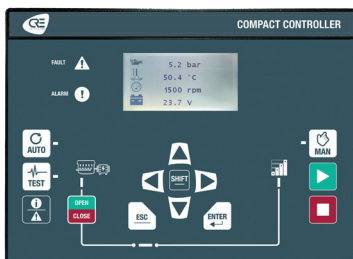 CRE
COMPACT CONTROLLER
FAULT
ALARM
5.2 bar
50.4 °C
1500 rpm
23.7 V
AUTO
TEST
OPEN
CLOSE
SHIFT
ESC
ENTER
MAN